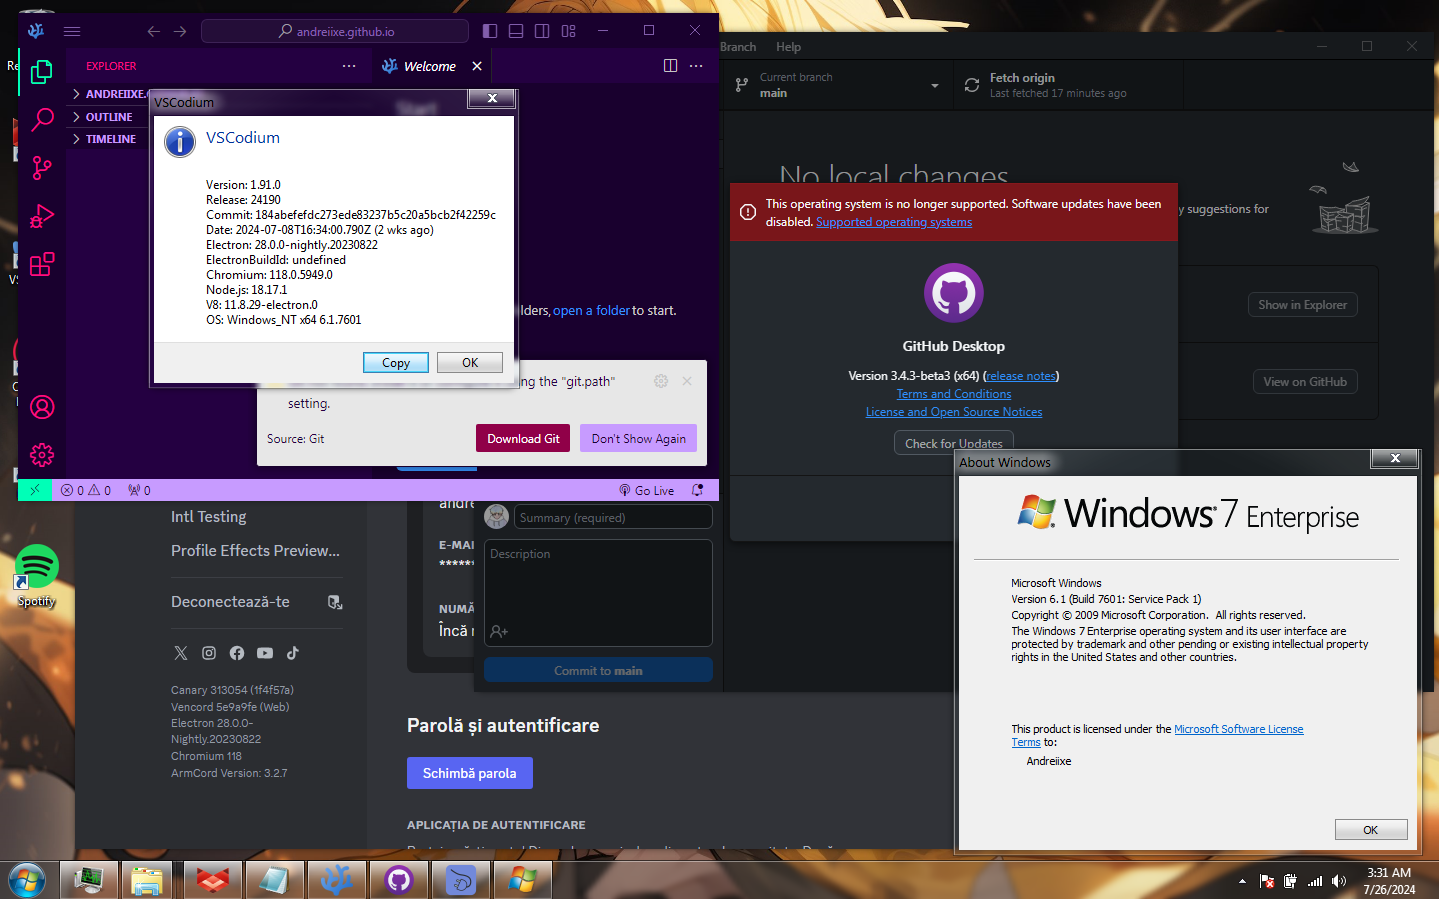 andreiixe.github.io
EXPLORER
Welcome
ANDREIIXE.
OUTLINE
TIMELINE
Start
VSCodium
VSCodium
Version: 1.91.0
Release: 24190
Commit: 184abefefdc273ede83237b5c20a5bcb2f42259c
Date: 2024-07-08T16:34:00.790Z (2 wks ago)
Electron: 28.0.0-nightly.20230822
ElectronBuildId: undefined
Chromium: 118.0.5949.0
Node.js: 18.17.1
V8: 11.8.29-electron.0
OS: Windows_NT x64 6.1.7601
Copy
OK
lders, open a folder to start.
ng the "git.path"
setting.
Source: Git
Download Git
Don't Show Again
0 0 0
Go Live
Branch Help
Current branch
main
Fetch origin
Last fetched 17 minutes ago
No local changes
y suggestions for
Show in Explorer
View on GitHub
This operating system is no longer supported. Software updates have been
disabled. Supported operating systems
GitHub Desktop
Version 3.4.3-beta3 (x64) (release notes)
Terms and Conditions
License and Open Source Notices
Check for Updates
Summary (required)
Description
Commit to main
Intl Testing
Profile Effects Preview...
Deconectează-te
Canary 313054 (1f4f57a)
Vencord 5e9a9fe (Web)
Electron 28.0.0-
Nightly.20230822
Chromium 118
ArmCord Version: 3.2.7
andre
E-MAI
*******
NUMĂ
Încă n
Parolă și autentificare
Schimbă parola
APLICAȚIA DE AUTENTIFICARE
About Windows
Windows 7 Enterprise
Microsoft Windows
Version 6.1 (Build 7601: Service Pack 1)
Copyright © 2009 Microsoft Corporation. All rights reserved.
The Windows 7 Enterprise operating system and its user interface are
protected by trademark and other pending or existing intellectual property
rights in the United States and other countries.
This product is licensed under the Microsoft Software License
Terms to:
Andreiixe
OK
Spotify
3:31 AM
7/26/2024